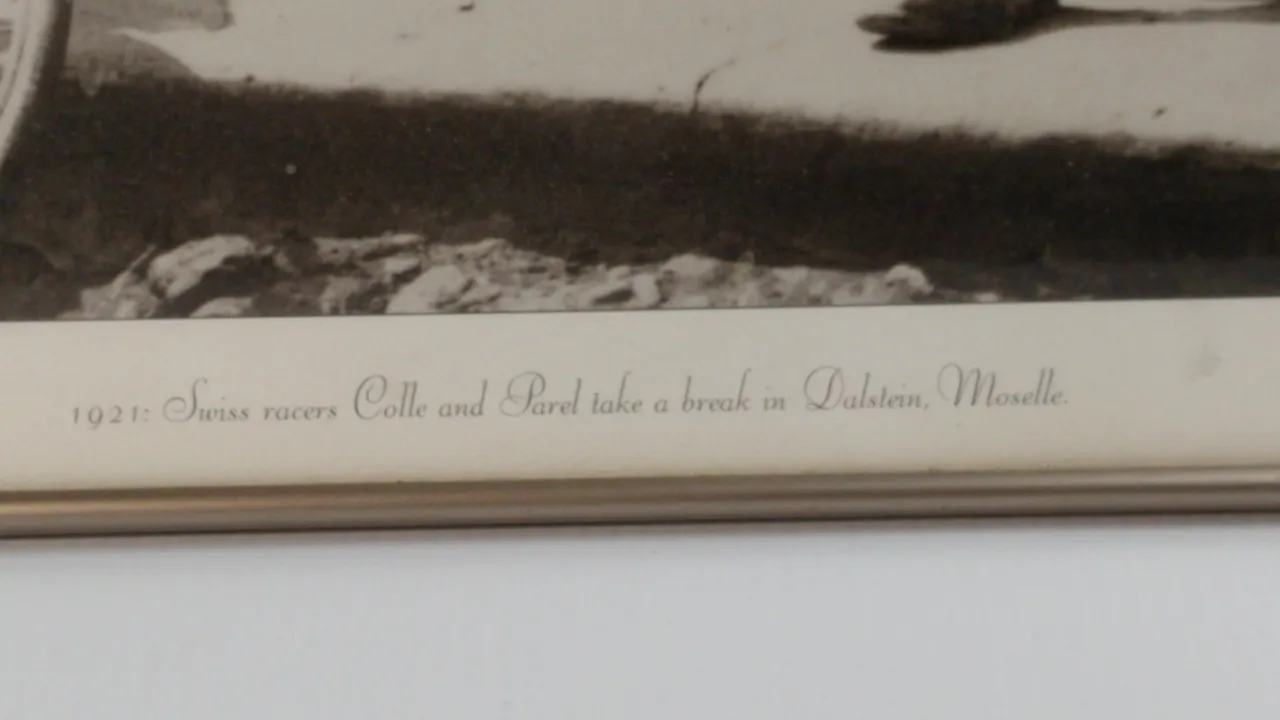 1921: Swiss racers Colle and Parel take a break in Dalstein, Moselle.